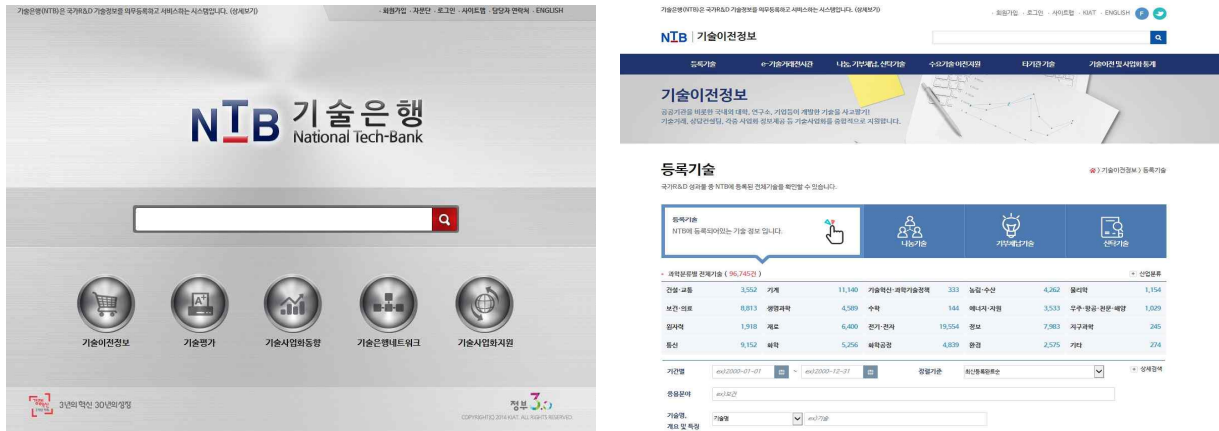 기술은행(NTB)은 국가R&D 기술정보를 의무등록하고 서비스하는 시스템입니다. (상세보기)
· 회원가입 · 자문단 · 로그인 · 사이트맵 · 담당자 연락처 · ENGLISH
NTB 기술은행
National Tech-Bank
기술이전정보 기술평가 기술사업화동향 기술은행네트워크 기술사업화지원
3년의 혁신 30년의 성장
정부3.0
COPYRIGHT(C) 2014 KIAT. ALL RIGHTS RESERVED.
기술은행(NTB)은 국가R&D 기술정보를 의무등록하고 서비스하는 시스템입니다. (상세보기)
· 회원가입 · 로그인 · 사이트맵 · KIAT · ENGLISH F
NTB 기술이전정보
등록기술 e-기술거래전시관 나눔,기부채납,신탁기술 수요기술이전지원 타기관 기술 기술이전 및 사업화 통계
기술이전정보
공공기관을 비롯한 국내외 대학, 연구소, 기업등이 개발한 기술을 사고팔기!
기술거래, 상담컨설팅, 각종 사업화 정보제공 등 기술사업화를 종합적으로 지원합니다.
등록기술
기술이전정보 > 등록기술
국가R&D 성과물 중 NTB에 등록된 전체기술을 확인할 수 있습니다.
등록기술
NTB에 등록되어있는 기술 정보 입니다.
나눔기술 기부채납기술 신탁기술
과학분류별 전체기술 ( 96,745건 ) 산업분류
건설·교통 3,552 기계 11,140 기술혁신·과학기술정책 333 농림·수산 4,262 물리학 1,154
보건·의료 8,813 생명과학 4,589 수학 144 에너지·자원 3,533 우주·항공·천문·해양 1,029
원자력 1,918 재료 6,400 전기·전자 19,554 정보 7,983 지구과학 245
통신 9,152 화학 5,256 화학공정 4,839 환경 2,575 기타 274
기간별 ex)2000-01-01 ~ ex)2000-12-31 정렬기준 최신등록완료순 상세검색
응용분야 ex)보건
기술명, 기술명 ex)기술
개요 및 특징